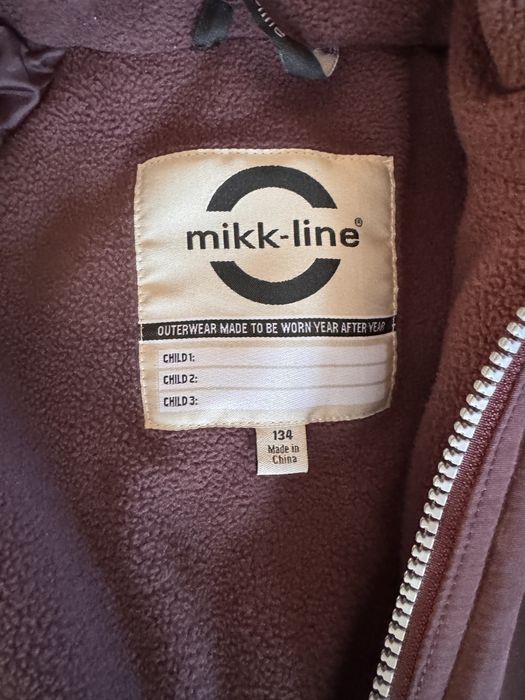 mikk-line®
OUTERWEAR MADE TO BE WORN YEAR AFTER YEAR
CHILD 1:
CHILD 2:
CHILD 3:
134
Made in
China